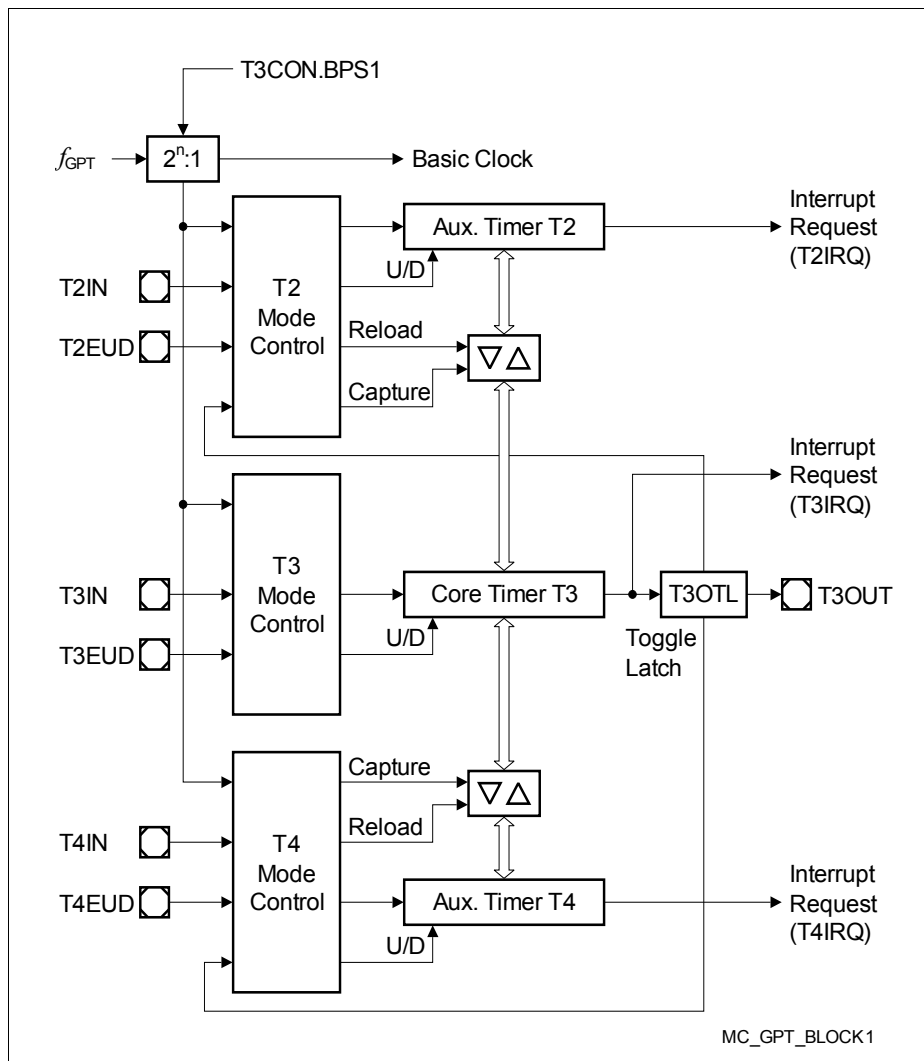 T3CON.BPS1
fGPT
2ⁿ:1
Basic Clock
T2IN
T2EUD
T2
Mode
Control
U/D
Reload
Capture
Aux. Timer T2
Interrupt
Request
(T2IRQ)
T3IN
T3EUD
T3
Mode
Control
U/D
Core Timer T3
Interrupt
Request
(T3IRQ)
T3OTL
T3OUT
Toggle
Latch
T4IN
T4EUD
T4
Mode
Control
Capture
Reload
U/D
Aux. Timer T4
Interrupt
Request
(T4IRQ)
MC_GPT_BLOCK1